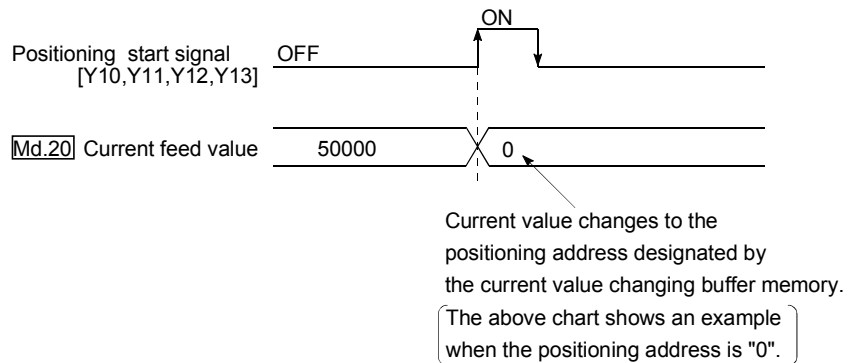 ON
Positioning start signal OFF
[Y10,Y11,Y12,Y13]
Md.20 Current feed value 50000 0
Current value changes to the
positioning address designated by
the current value changing buffer memory.
The above chart shows an example
when the positioning address is "0".